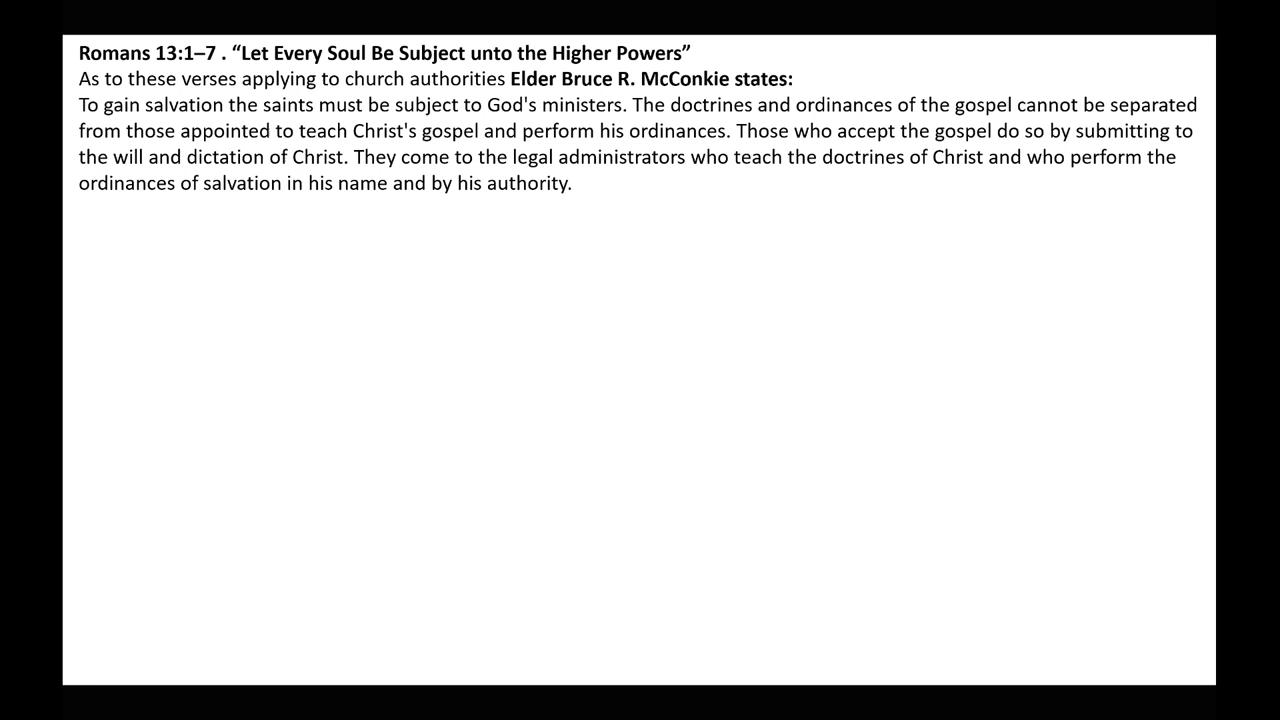 Romans 13:1–7 . “Let Every Soul Be Subject unto the Higher Powers”
As to these verses applying to church authorities Elder Bruce R. McConkie states:
To gain salvation the saints must be subject to God's ministers. The doctrines and ordinances of the gospel cannot be separated
from those appointed to teach Christ's gospel and perform his ordinances. Those who accept the gospel do so by submitting to
the will and dictation of Christ. They come to the legal administrators who teach the doctrines of Christ and who perform the
ordinances of salvation in his name and by his authority.